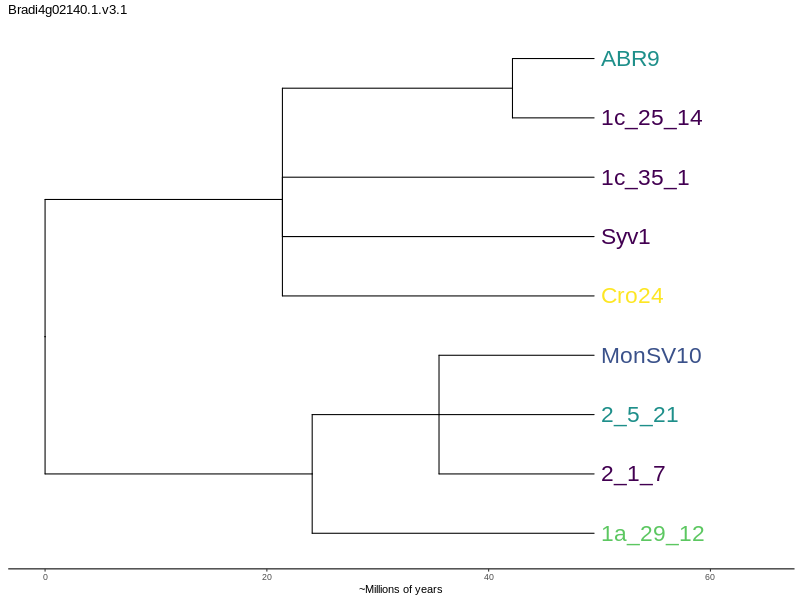 Bradi4g02140.1.v3.1
ABR9
1c_25_14
1c_35_1
Syv1
Cro24
MonSV10
2_5_21
2_1_7
1a_29_12
0 20 40 60
~Millions of years